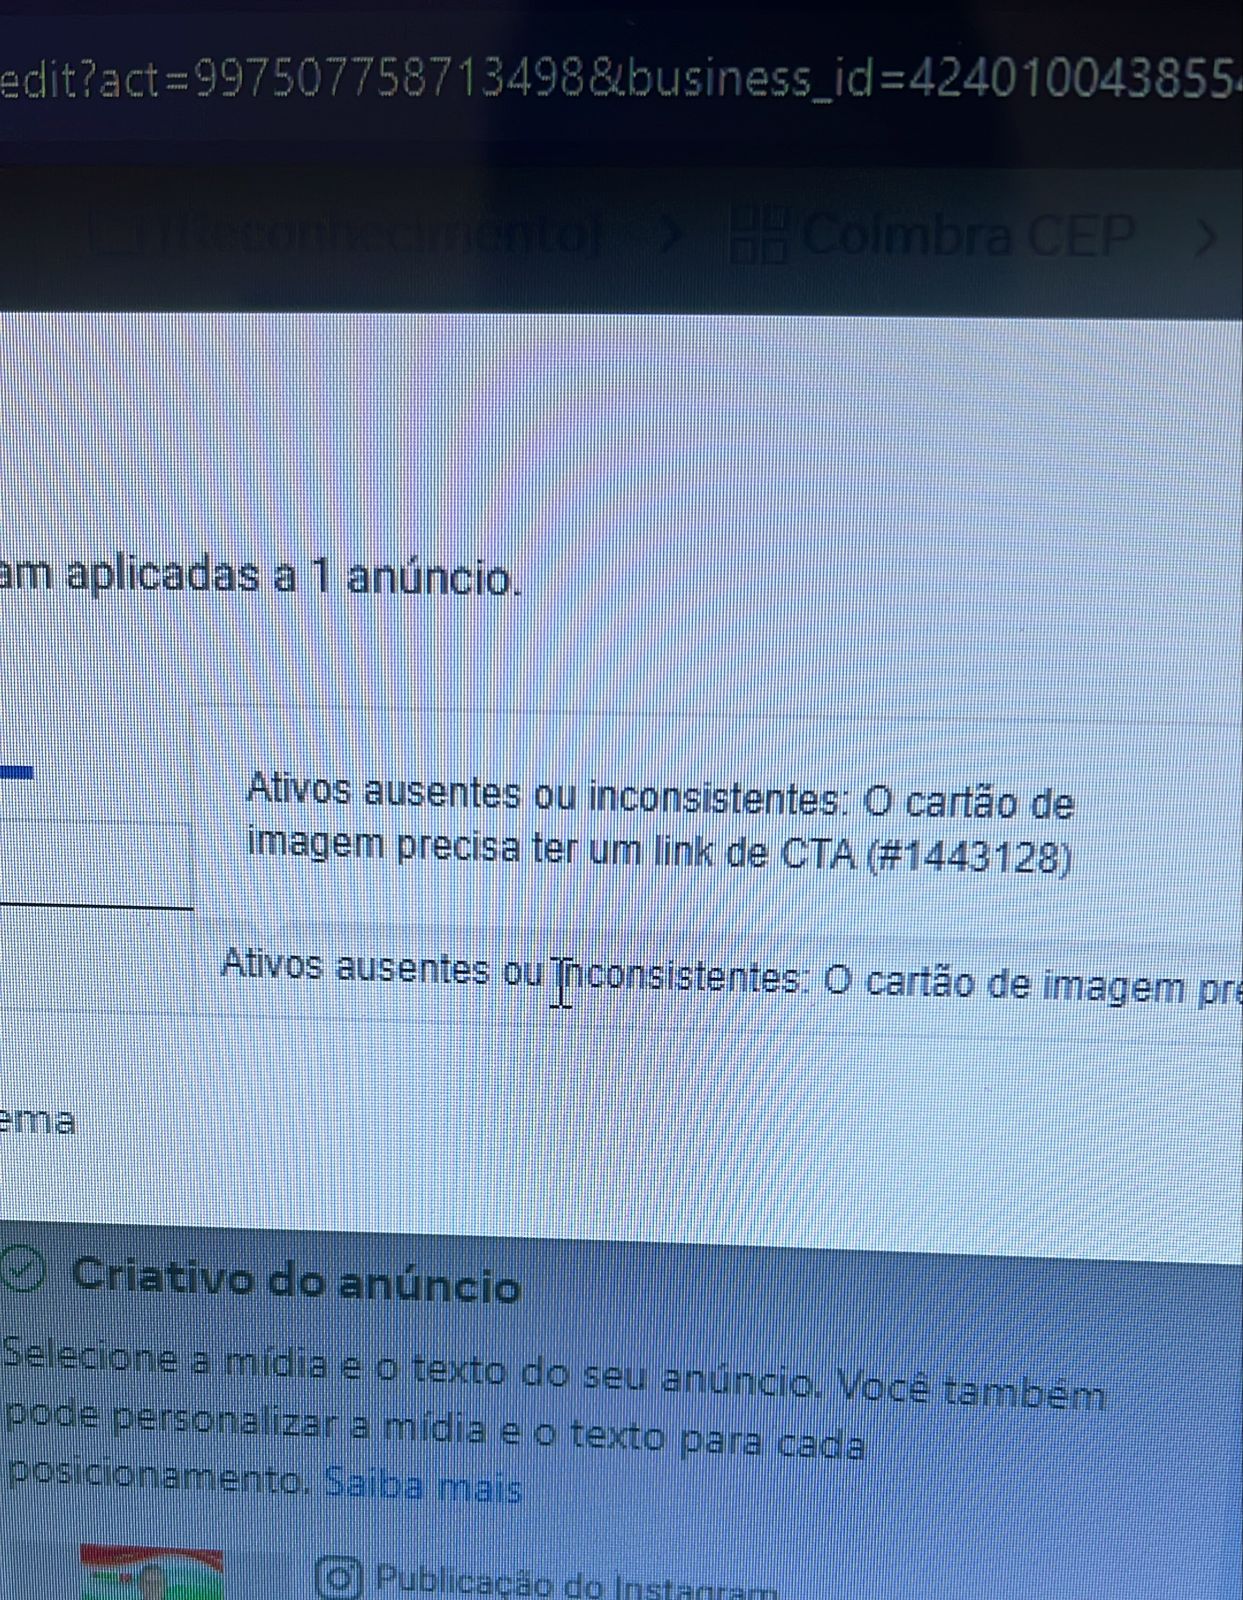 edit?act=997507758713498&business_id=424010043855
[Reconhecimento] > Coimbra CEP >
am aplicadas a 1 anúncio.
Ativos ausentes ou inconsistentes: O cartão de
imagem precisa ter um link de CTA (#1443128)
Ativos ausentes ou inconsistentes: O cartão de imagem pre
ema
Criativo do anúncio
Selecione a mídia e o texto do seu anúncio. Você também
pode personalizar a mídia e o texto para cada
posicionamento. Saiba mais
Publicação do Instagram